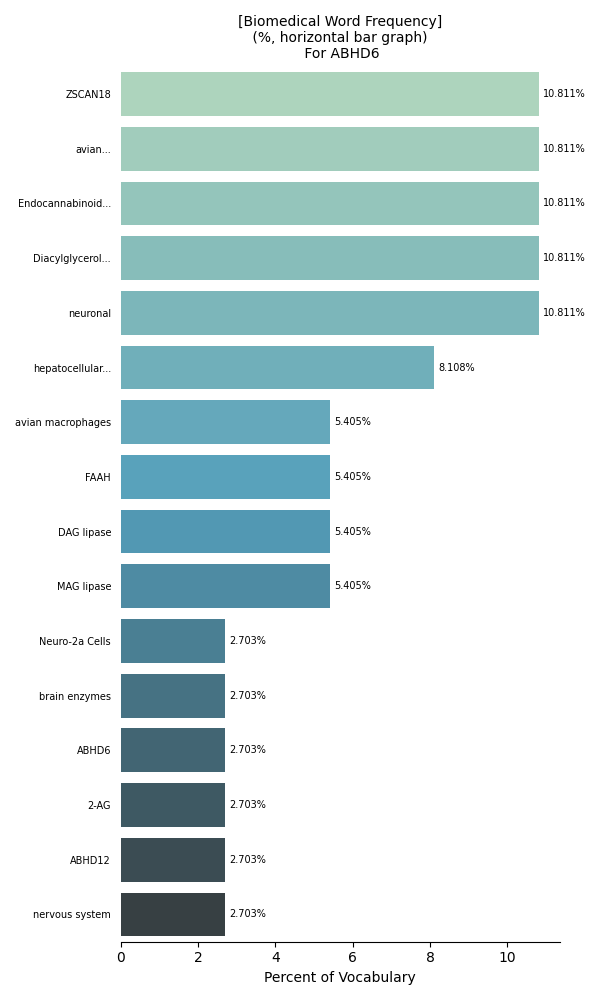 [Biomedical Word Frequency]
(%, horizontal bar graph)
For ABHD6
ZSCAN18 10.811%
avian... 10.811%
Endocannabinoid... 10.811%
Diacylglycerol... 10.811%
neuronal 10.811%
hepatocellular... 8.108%
avian macrophages 5.405%
FAAH 5.405%
DAG lipase 5.405%
MAG lipase 5.405%
Neuro-2a Cells 2.703%
brain enzymes 2.703%
ABHD6 2.703%
2-AG 2.703%
ABHD12 2.703%
nervous system 2.703%
0 2 4 6 8 10
Percent of Vocabulary